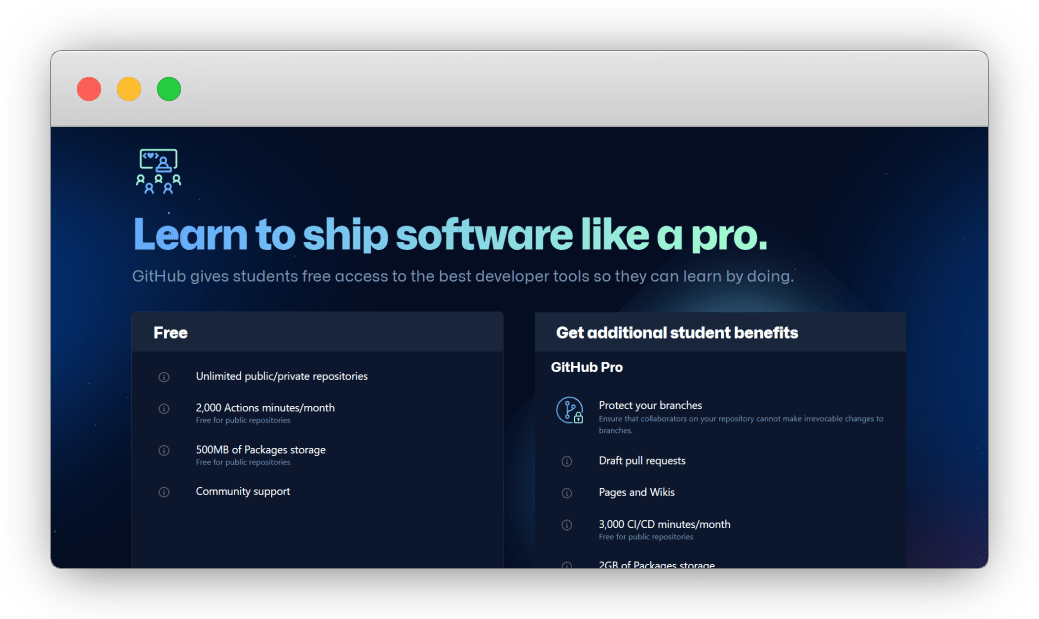 Learn to ship software like a pro.
GitHub gives students free access to the best developer tools so they can learn by doing.
Free
Unlimited public/private repositories
2,000 Actions minutes/month
Free for public repositories
500MB of Packages storage
Free for public repositories
Community support
Get additional student benefits
GitHub Pro
Protect your branches
Ensure that collaborators on your repository cannot make irrevocable changes to
branches.
Draft pull requests
Pages and Wikis
3,000 CI/CD minutes/month
Free for public repositories
2GB of Packages storage